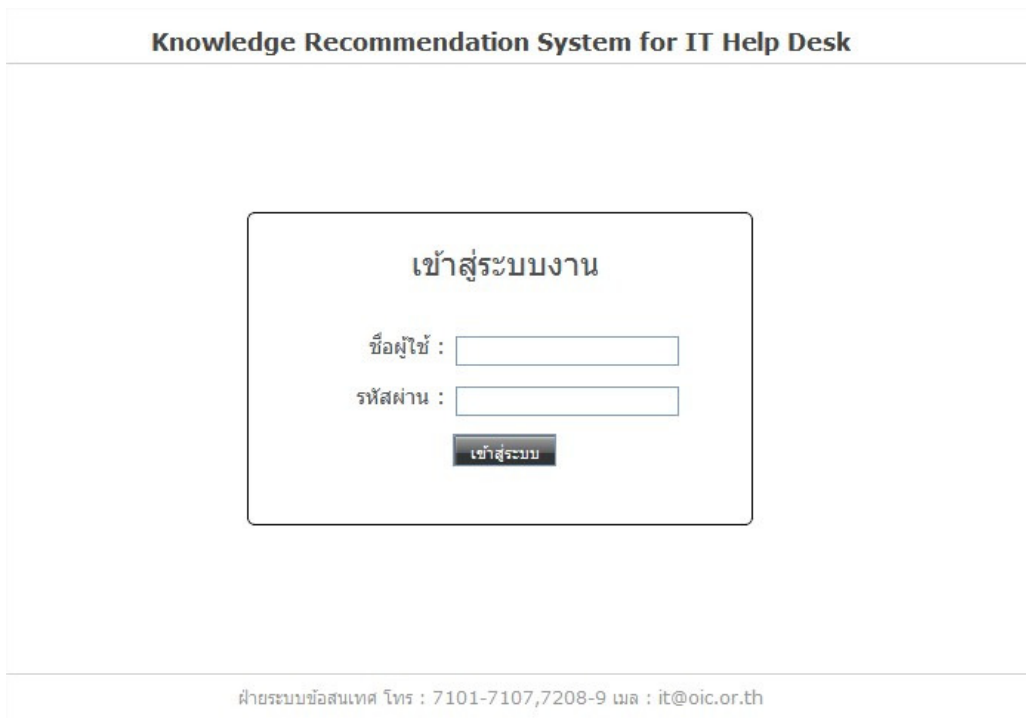 Knowledge Recommendation System for IT Help Desk
เข้าสู่ระบบงาน
ชื่อผู้ใช้ :
รหัสผ่าน :
เข้าสู่ระบบ
ฝ่ายระบบข้อสนเทศ โทร : 7101-7107,7208-9 เมล : it@oic.or.th